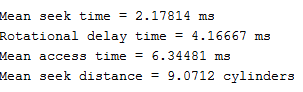 Mean seek time = 2.17814 ms
Rotational delay time = 4.16667 ms
Mean access time = 6.34481 ms
Mean seek distance = 9.0712 cylinders